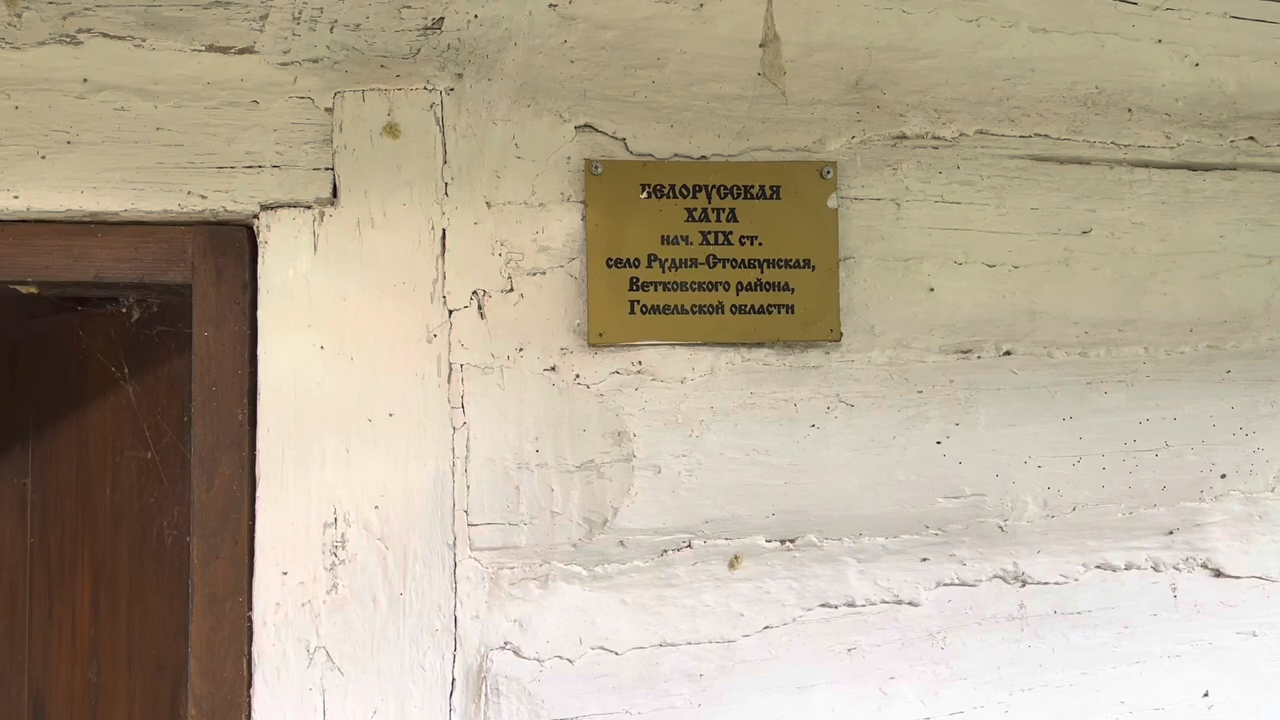 БЕЛОРУССКАЯ
ХАТА
нач. XIX ст.
село Рудня-Столбунская,
Ветковского района,
Гомельской области